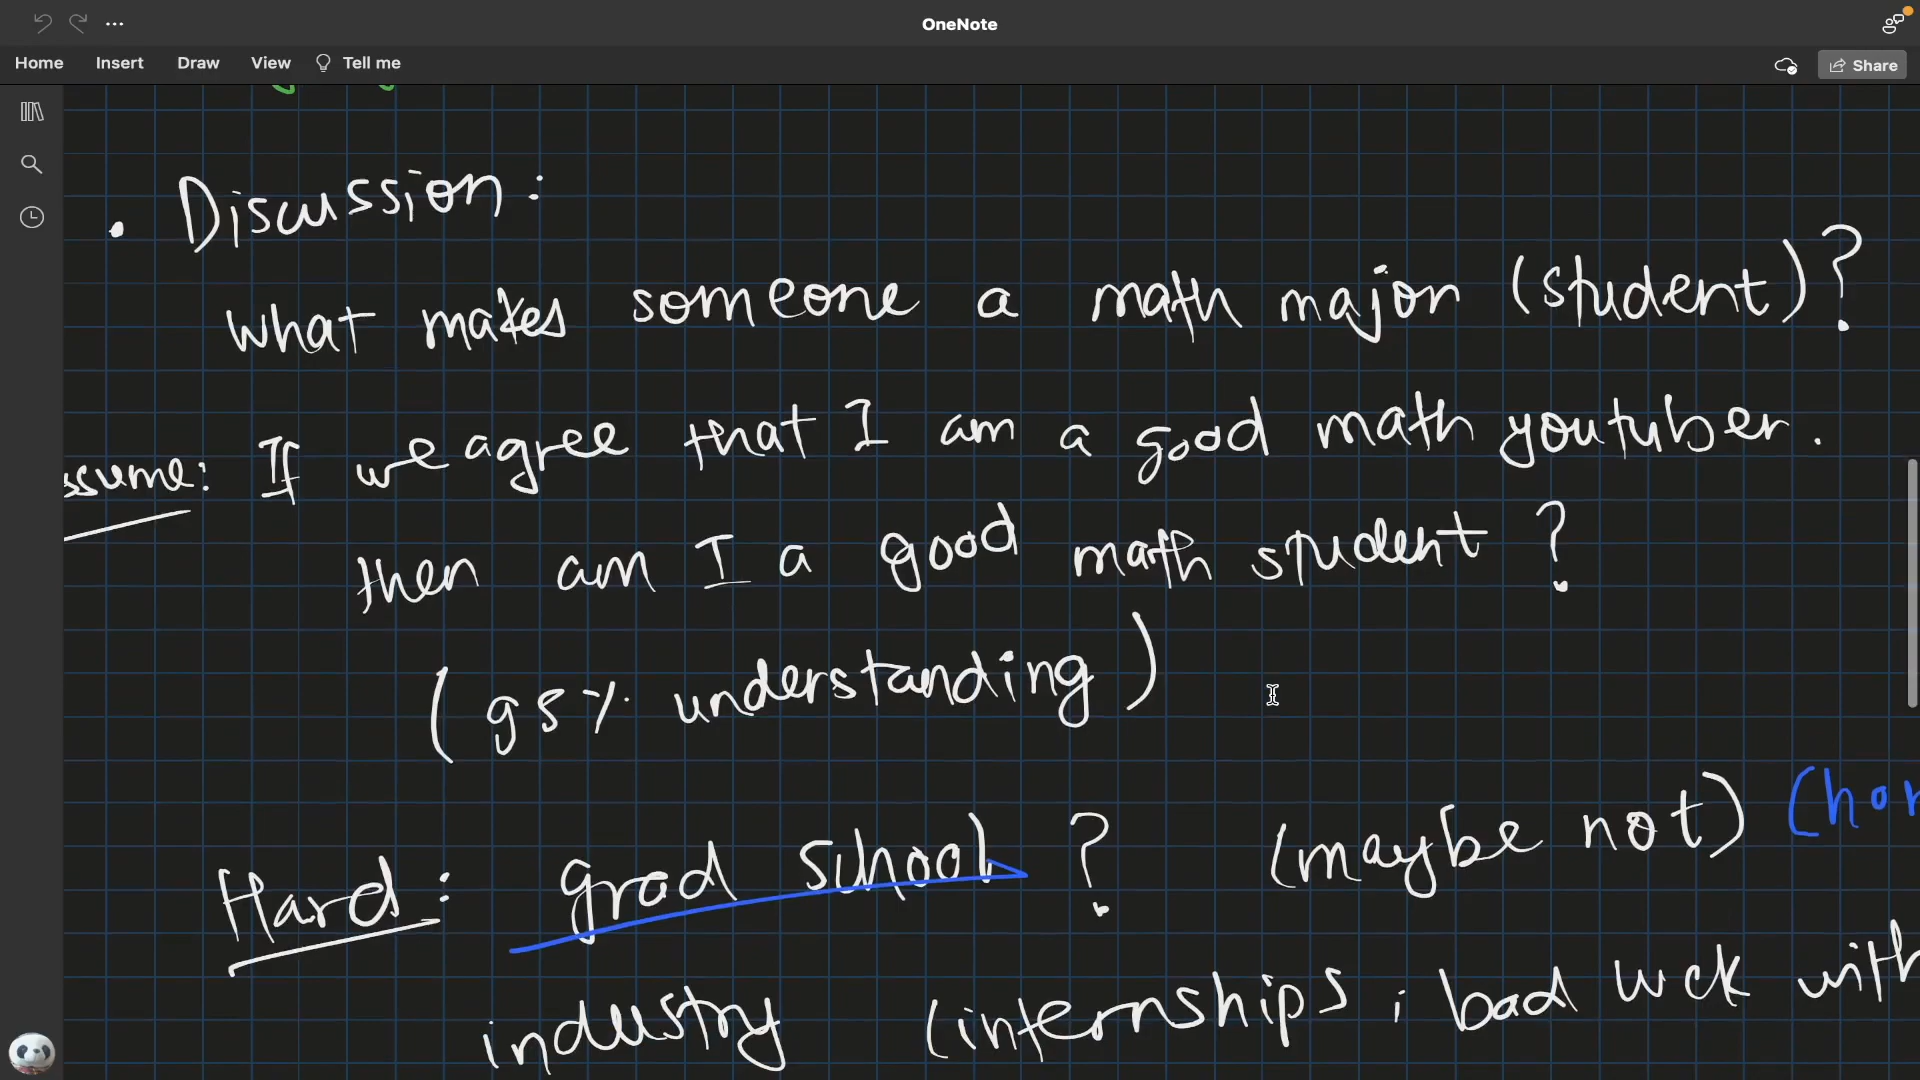 OneNote
Home Insert Draw View Tell me Share
• Discussion:
what makes someone a math major (student)?
ssume: If we agree that I am a good math youtuber.
then am I a good math student?
(95% understanding)
Hard: grad school? (maybe not) (hon
industry (internships; bad luck with